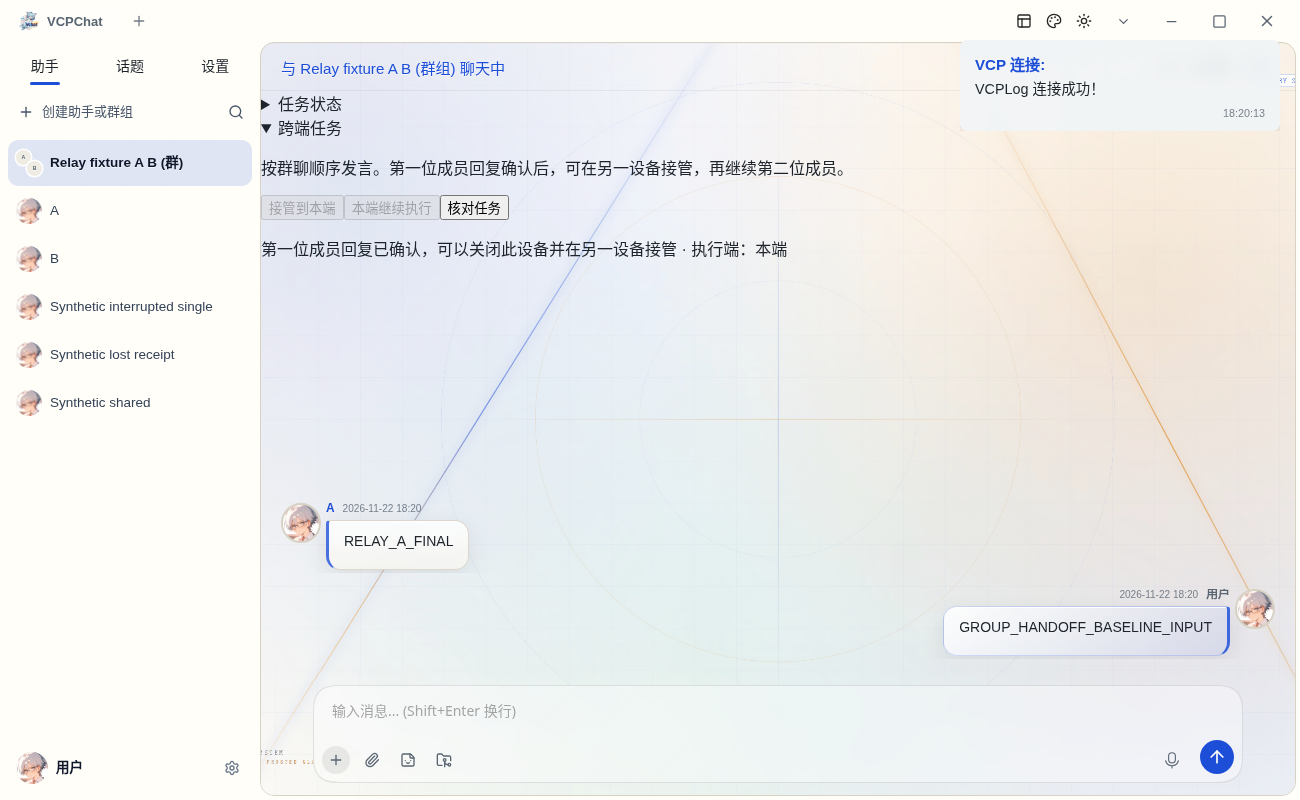 VCPChat
助手 话题 设置
创建助手或群组
Relay fixture A B (群)
A
B
Synthetic interrupted single
Synthetic lost receipt
Synthetic shared
用户
与 Relay fixture A B (群组) 聊天中
VCP 连接:
VCPLog 连接成功！
18:20:13
▶ 任务状态
▼ 跨端任务
按群聊顺序发言。第一位成员回复确认后，可在另一设备接管，再继续第二位成员。
接管到本端 本端继续执行 核对任务
第一位成员回复已确认，可以关闭此设备并在另一设备接管 · 执行端：本端
A 2026-11-22 18:20
RELAY_A_FINAL
2026-11-22 18:20 用户
GROUP_HANDOFF_BASELINE_INPUT
输入消息... (Shift+Enter 换行)